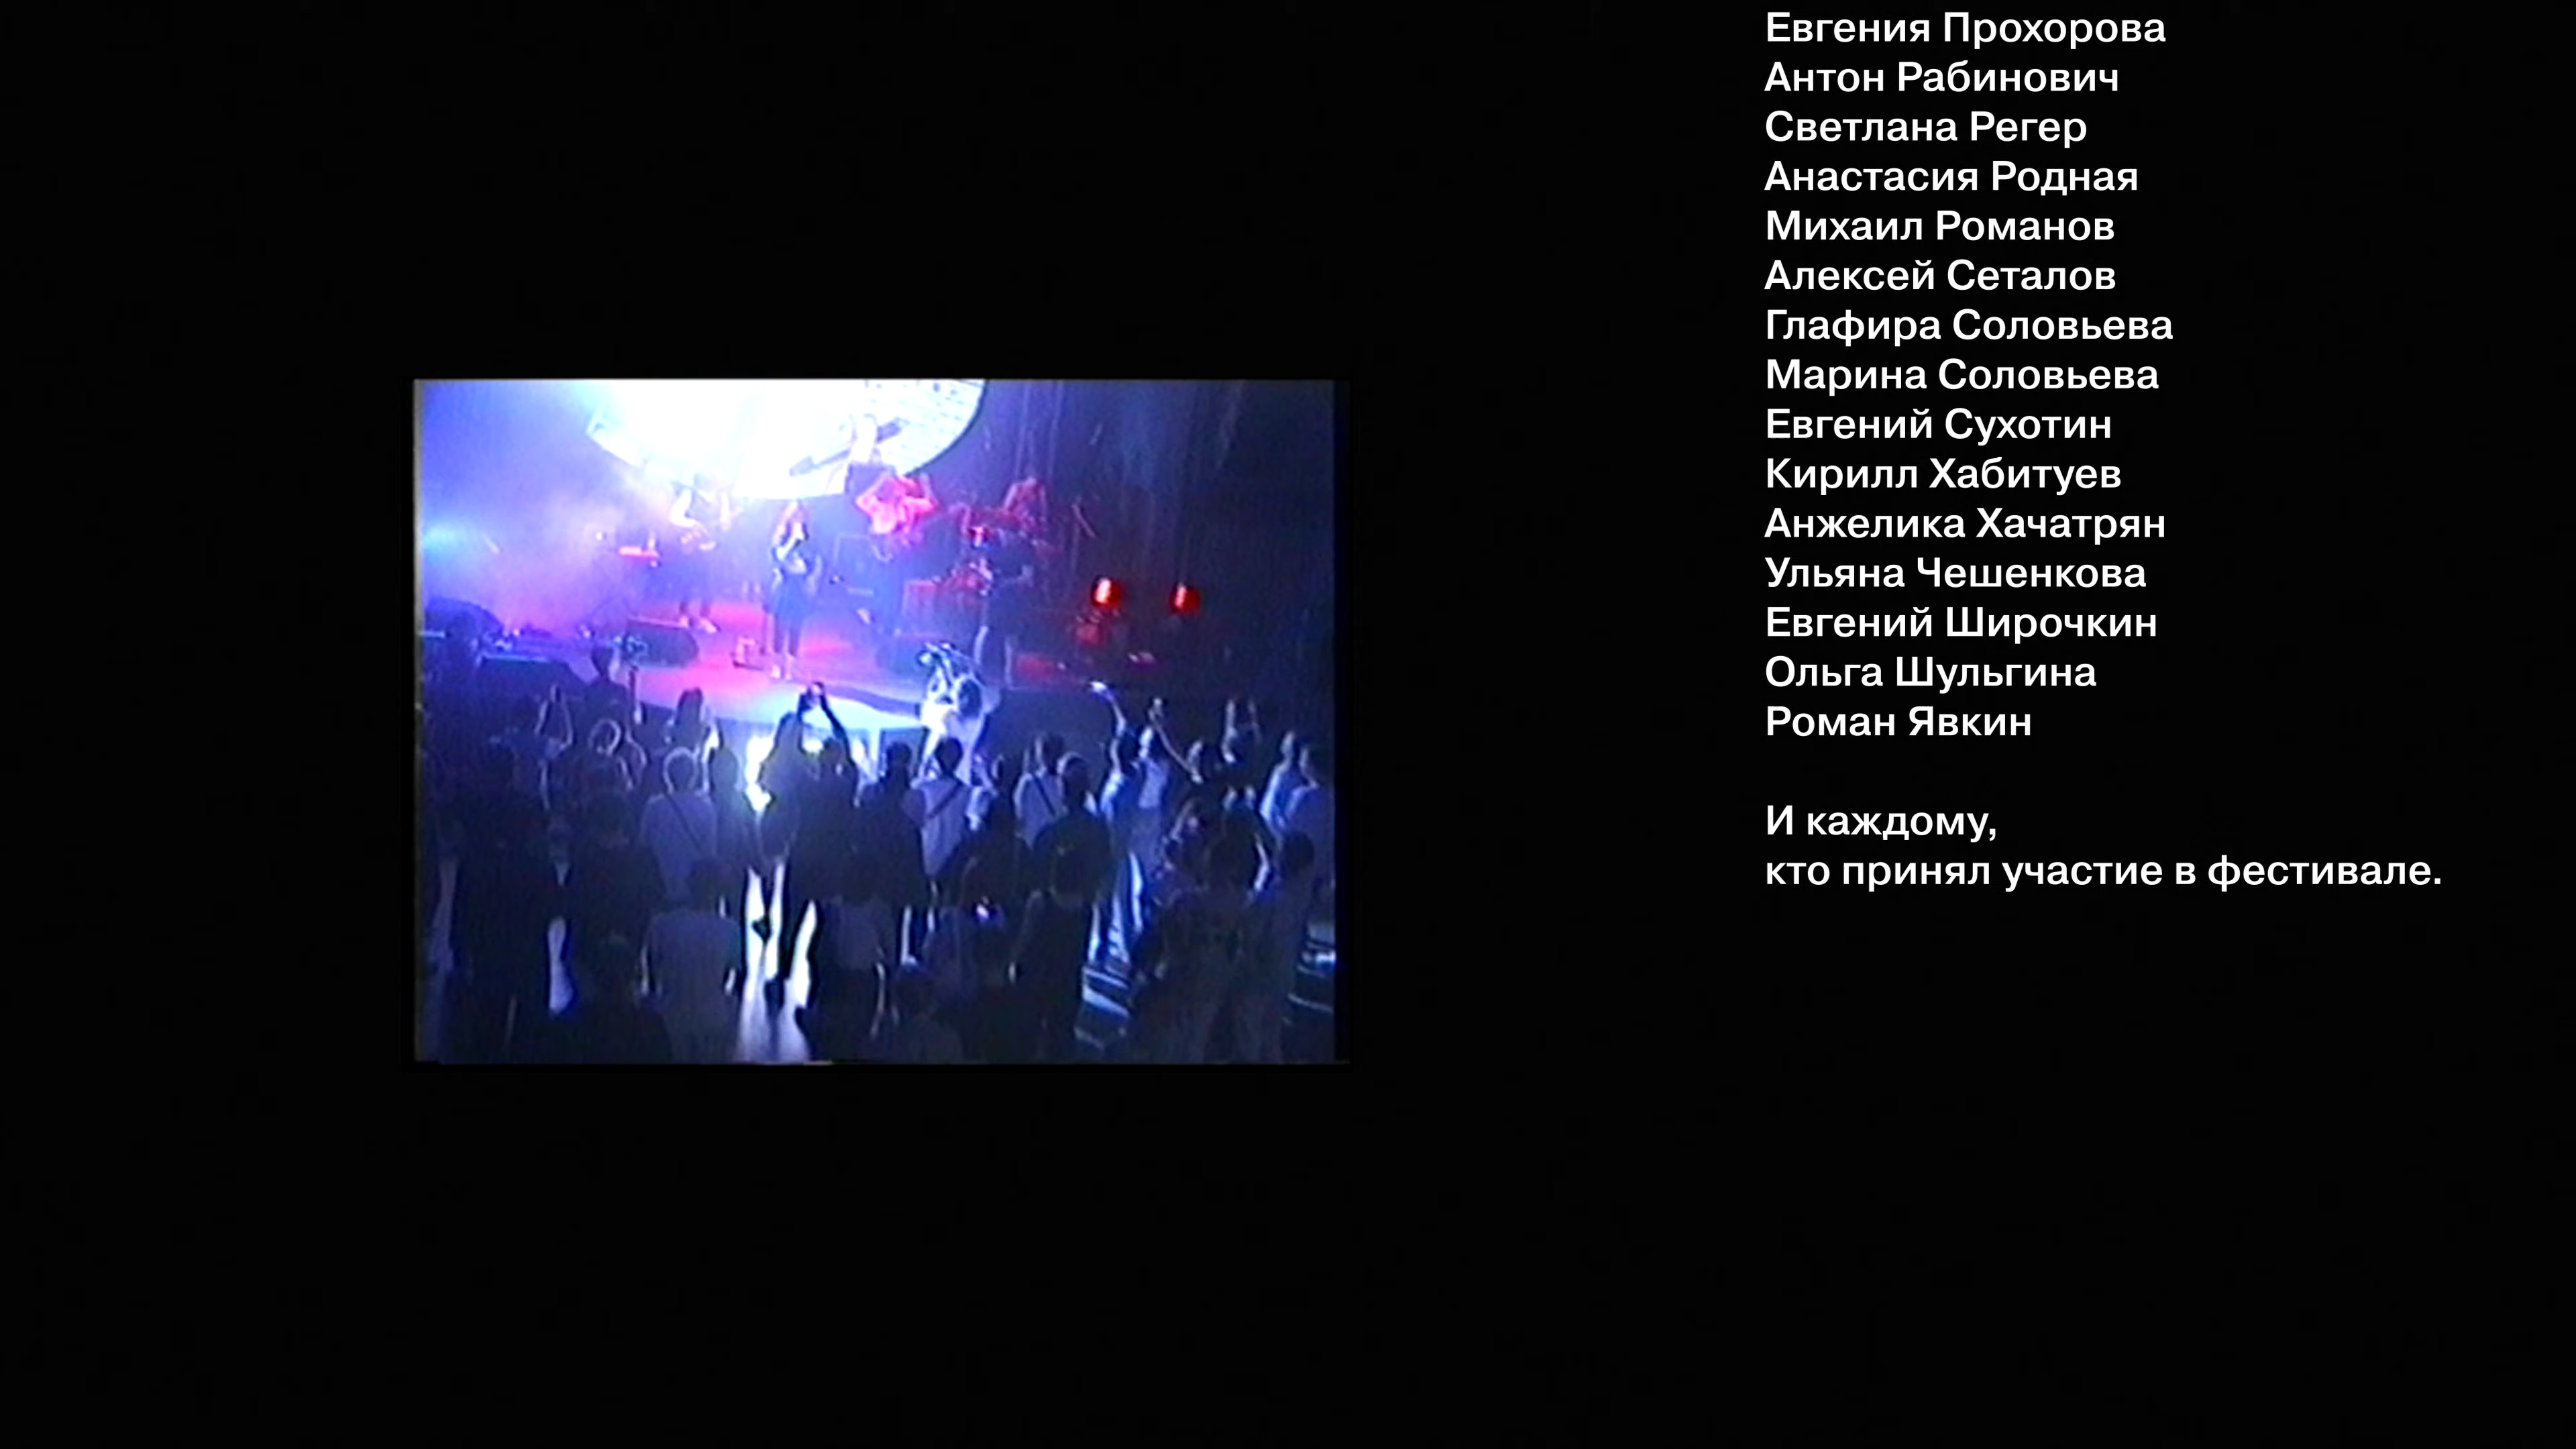 Евгения Прохорова
Антон Рабинович
Светлана Регер
Анастасия Родная
Михаил Романов
Алексей Сеталов
Глафира Соловьева
Марина Соловьева
Евгений Сухотин
Кирилл Хабитуев
Анжелика Хачатрян
Ульяна Чешенкова
Евгений Широчкин
Ольга Шульгина
Роман Явкин
И каждому,
кто принял участие в фестивале.